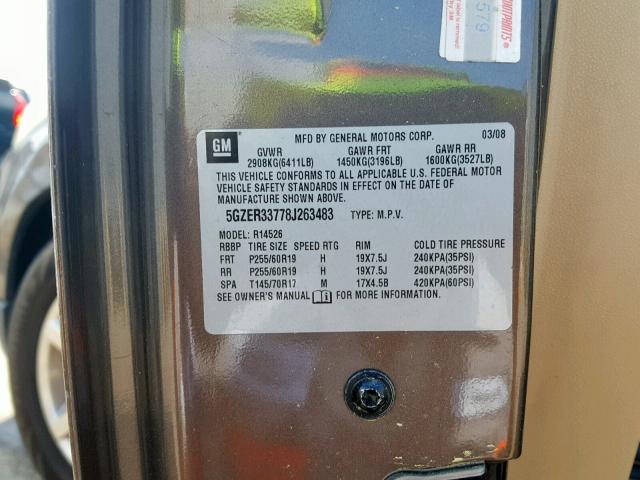 OOTPRINTS®
579
GM
MFD BY GENERAL MOTORS CORP. 03/08
GVWR GAWR FRT GAWR RR
2908KG(6411LB) 1450KG(3196LB) 1600KG(3527LB)
THIS VEHICLE CONFORMS TO ALL APPLICABLE U.S. FEDERAL MOTOR
VEHICLE SAFETY STANDARDS IN EFFECT ON THE DATE OF
MANUFACTURE SHOWN ABOVE.
5GZER33778J263483 TYPE: M.P.V.
MODEL: R14526
RBBP TIRE SIZE SPEED RTG RIM COLD TIRE PRESSURE
FRT P255/60R19 H 19X7.5J 240KPA(35PSI)
RR P255/60R19 H 19X7.5J 240KPA(35PSI)
SPA T145/70R17 M 17X4.5B 420KPA(60PSI)
SEE OWNER'S MANUAL FOR MORE INFORMATION.